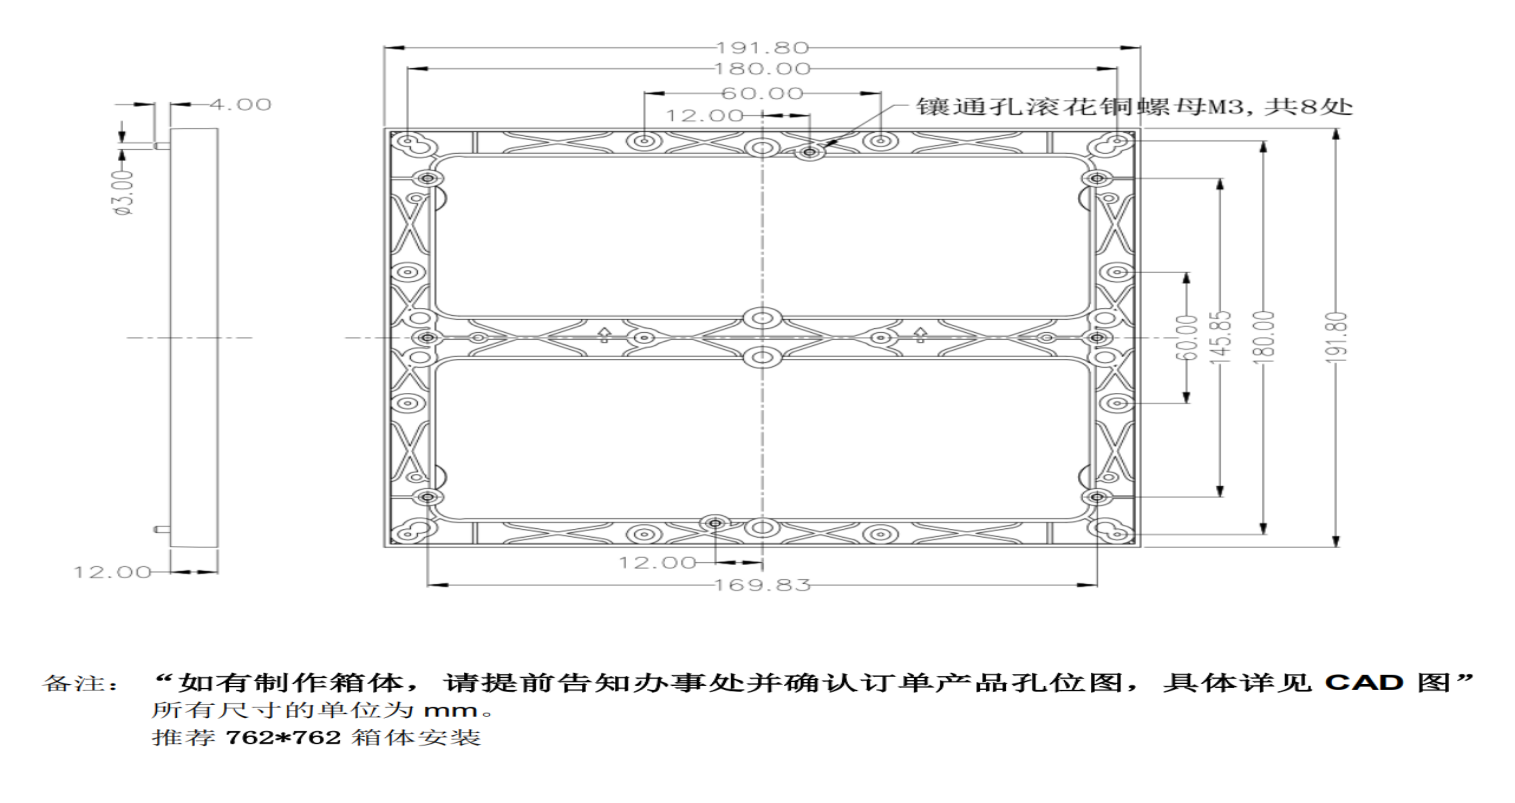 191.80
180.00
60.00
12.00
镶通孔滚花铜螺母M3,共8处
4.00
ø3.00
60.00
145.85
180.00
191.80
12.00
12.00
169.83
备注: “如有制作箱体，请提前告知办事处并确认订单产品孔位图，具体详见 CAD 图”
所有尺寸的单位为 mm。
推荐 762*762 箱体安装